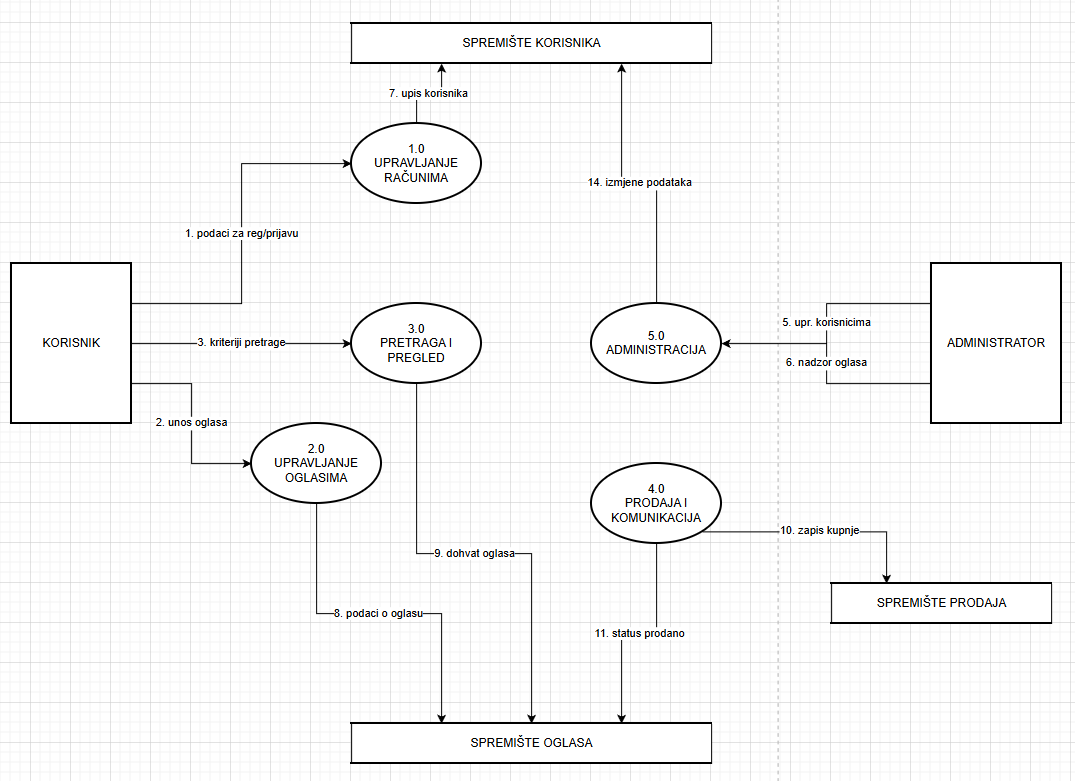 SPREMIŠTE KORISNIKA
7. upis korisnika
1.0
UPRAVLJANJE
RAČUNIMA
14. izmjene podataka
1. podaci za reg/prijavu
KORISNIK
3. kriteriji pretrage
3.0
PRETRAGA I
PREGLED
5.0
ADMINISTRACIJA
5. upr. korisnicima
6. nadzor oglasa
ADMINISTRATOR
2. unos oglasa
2.0
UPRAVLJANJE
OGLASIMA
4.0
PRODAJA I
KOMUNIKACIJA
10. zapis kupnje
9. dohvat oglasa
SPREMIŠTE PRODAJA
8. podaci o oglasu
11. status prodano
SPREMIŠTE OGLASA